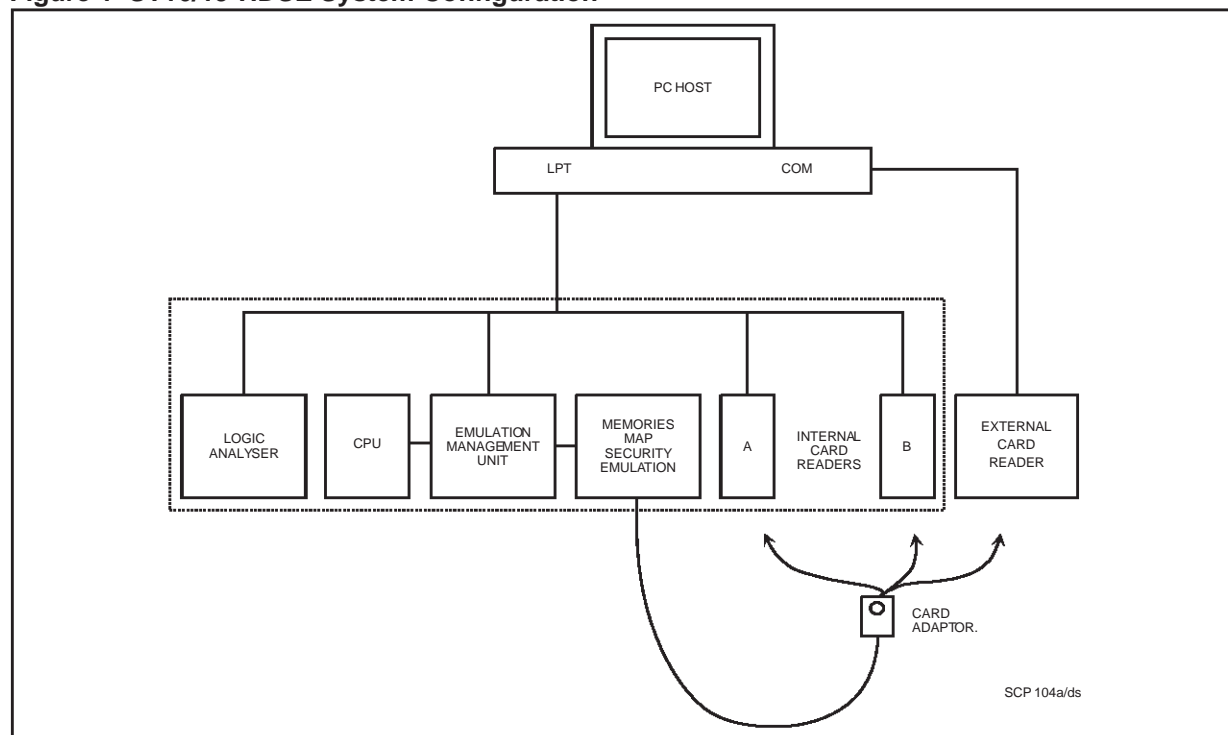 PC HOST
LPT
COM
LOGIC
ANALYSER
CPU
EMULATION
MANAGEMENT
UNIT
MEMORIES
MAP
SECURITY
EMULATION
A
INTERNAL
CARD
READERS
B
EXTERNAL
CARD
READER
CARD
ADAPTOR.
SCP 104a/ds